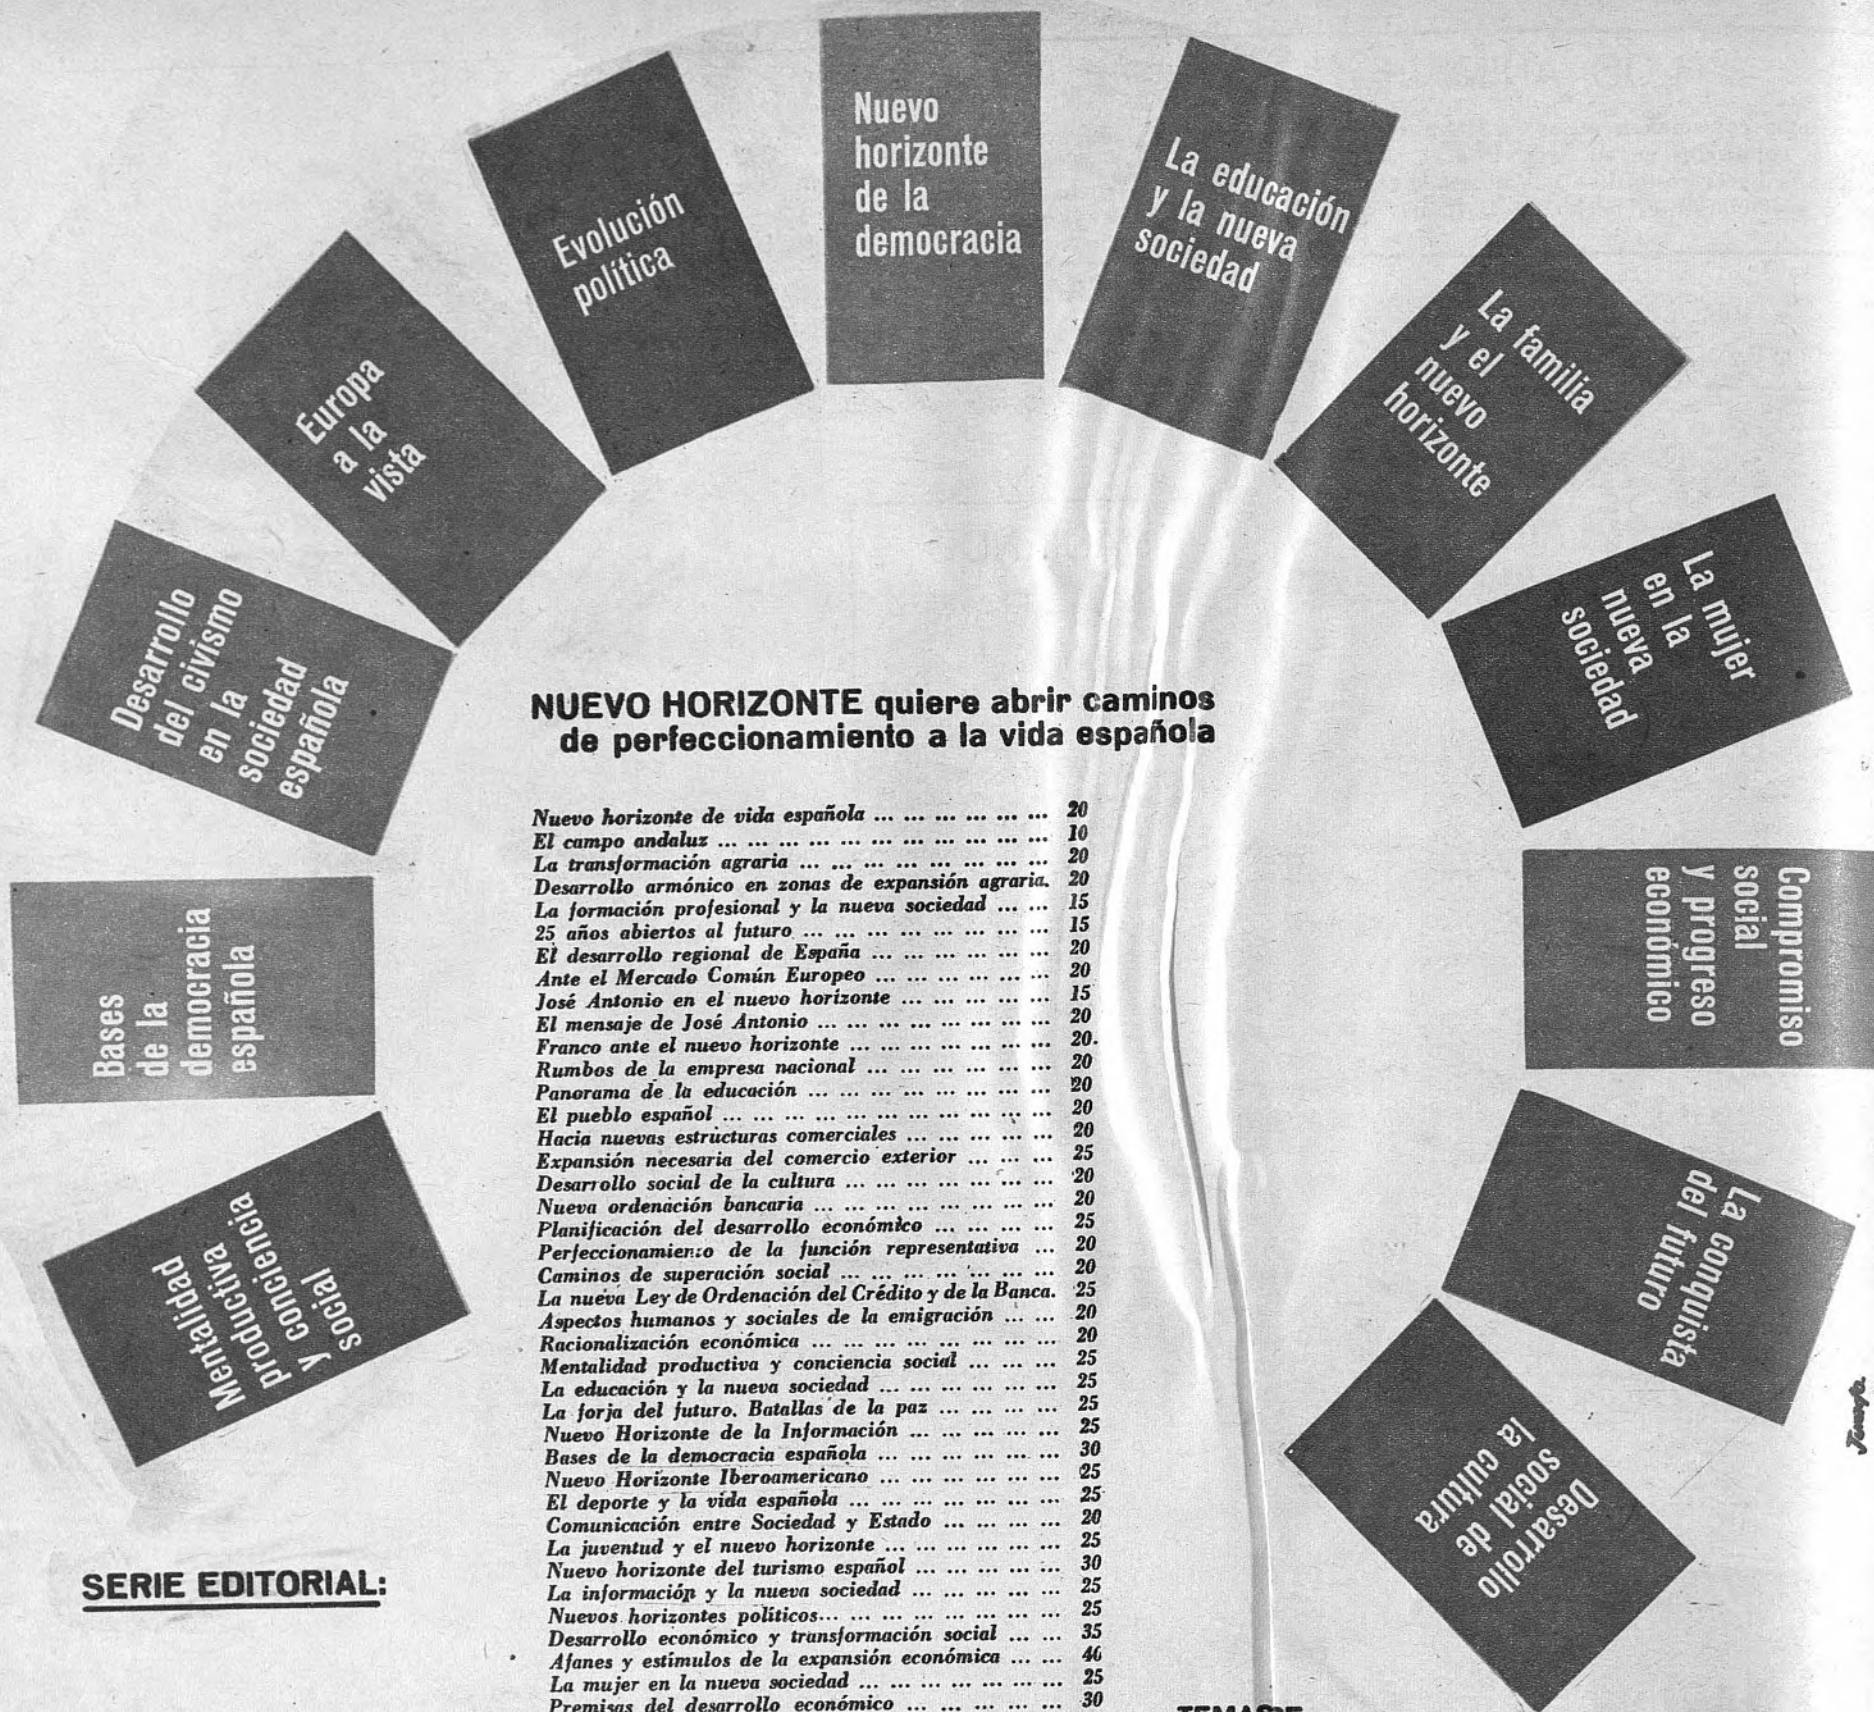 Mentalidad
productiva
y conciencia
social
Bases
de la
democracia
española
Desarrollo
del civismo
en la
sociedad
española
Europa
a la
vista
Evolución
política
Nuevo
horizonte
de la
democracia
La educación
y la nueva
sociedad
La familia
y el
nuevo
horizonte
La mujer
en la
nueva
sociedad
Compromiso
social
y progreso
económico
La conquista
del futuro
Desarrollo
social de
la cultura
NUEVO HORIZONTE quiere abrir caminos
de perfeccionamiento a la vida española
Nuevo horizonte de vida española ... ... ... ... ... ... 20
El campo andaluz ... ... ... ... ... ... ... ... ... ... ... 10
La transformación agraria ... ... ... ... ... ... ... ... 20
Desarrollo armónico en zonas de expansión agraria. 20
La formación profesional y la nueva sociedad ... ... 15
25 años abiertos al futuro ... ... ... ... ... ... ... ... 15
El desarrollo regional de España ... ... ... ... ... ... 20
Ante el Mercado Común Europeo ... ... ... ... ... ... 20
José Antonio en el nuevo horizonte ... ... ... ... ... 15
El mensaje de José Antonio ... ... ... ... ... ... ... ... 20
Franco ante el nuevo horizonte ... ... ... ... ... ... ... 20.
Rumbos de la empresa nacional ... ... ... ... ... ... 20
Panorama de la educación ... ... ... ... ... ... ... ... 20
El pueblo español ... ... ... ... ... ... ... ... ... ... ... 20
Hacia nuevas estructuras comerciales ... ... ... ... ... 20
Expansión necesaria del comercio exterior ... ... ... 25
Desarrollo social de la cultura ... ... ... ... ... ... ... 20
Nueva ordenación bancaria ... ... ... ... ... ... ... ... 20
Planificación del desarrollo económico ... ... ... ... 25
Perfeccionamiento de la función representativa ... 20
Caminos de superación social ... ... ... ... ... ... ... 20
La nueva Ley de Ordenación del Crédito y de la Banca. 25
Aspectos humanos y sociales de la emigración ... ... 20
Racionalización económica ... ... ... ... ... ... ... ... 20
Mentalidad productiva y conciencia social ... ... ... 25
La educación y la nueva sociedad ... ... ... ... ... ... 25
La forja del futuro. Batallas de la paz ... ... ... ... 25
Nuevo Horizonte de la Información ... ... ... ... ... 25
Bases de la democracia española ... ... ... ... ... ... 30
Nuevo Horizonte Iberoamericano ... ... ... ... ... ... 25
El deporte y la vida española ... ... ... ... ... ... ... 25
Comunicación entre Sociedad y Estado ... ... ... ... 20
La juventud y el nuevo horizonte ... ... ... ... ... ... 25
Nuevo horizonte del turismo español ... ... ... ... ... 30
La información y la nueva sociedad ... ... ... ... ... 25
Nuevos horizontes políticos... ... ... ... ... ... ... ... 25
Desarrollo económico y transformación social ... ... 35
Afanes y estímulos de la expansión económica ... ... 40
La mujer en la nueva sociedad ... ... ... ... ... ... ... 25
Premisas del desarrollo económico ... ... ... ... ... ... 30
SERIE EDITORIAL: